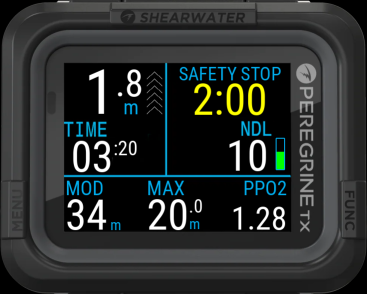 SHEARWATER
1.8 m
SAFETY STOP
2:00
TIME
03:20
NDL
10
MOD
34 m
MAX
20.0 m
PPO2
1.28
PEREGRINE TX
MENU
FUNC